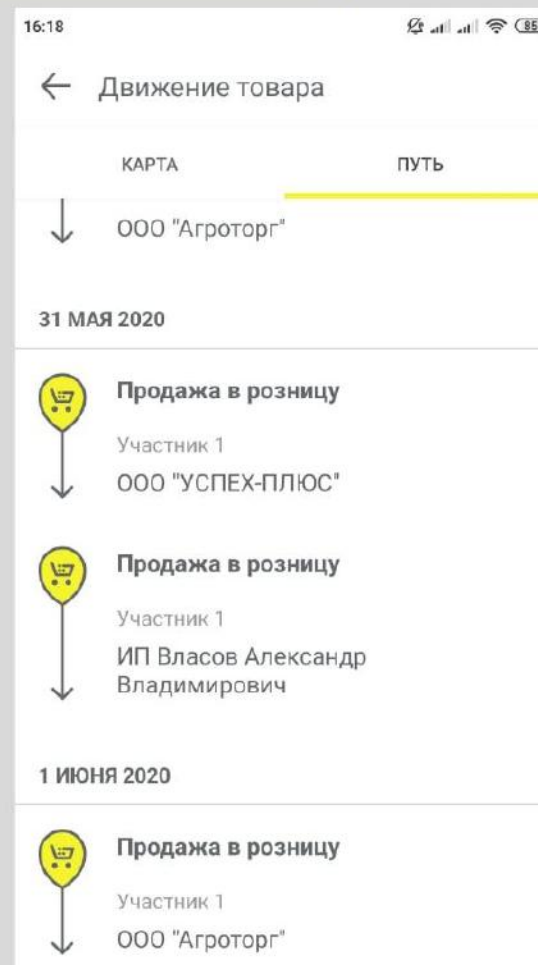 16:18
85
Движение товара
КАРТА
ПУТЬ
ООО "Агроторг"
31 МАЯ 2020
Продажа в розницу
Участник 1
ООО "УСПЕХ-ПЛЮС"
Продажа в розницу
Участник 1
ИП Власов Александр
Владимирович
1 ИЮНЯ 2020
Продажа в розницу
Участник 1
ООО "Агроторг"